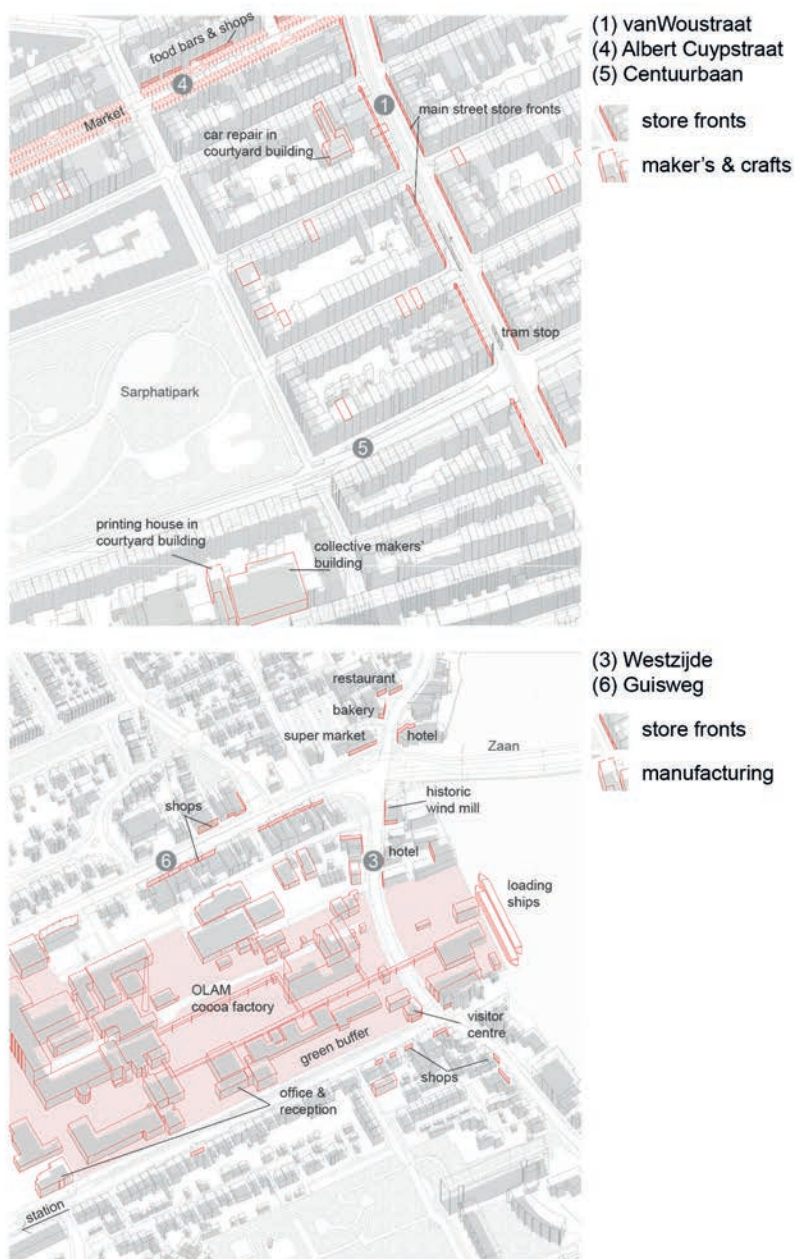 (1) vanWoustraat
(4) Albert Cuypstraat
(5) Centuurbaan
store fronts
maker's & crafts
food bars & shops
4
1
Market
main street store fronts
car repair in
courtyard building
tram stop
Sarphatipark
5
printing house in
courtyard building
collective makers'
building
(3) Westzijde
(6) Guisweg
store fronts
manufacturing
restaurant
bakery
super market
hotel
Zaan
historic
wind mill
shops
6
3
hotel
loading
ships
OLAM
cocoa factory
visitor
centre
green buffer
shops
office &
reception
station